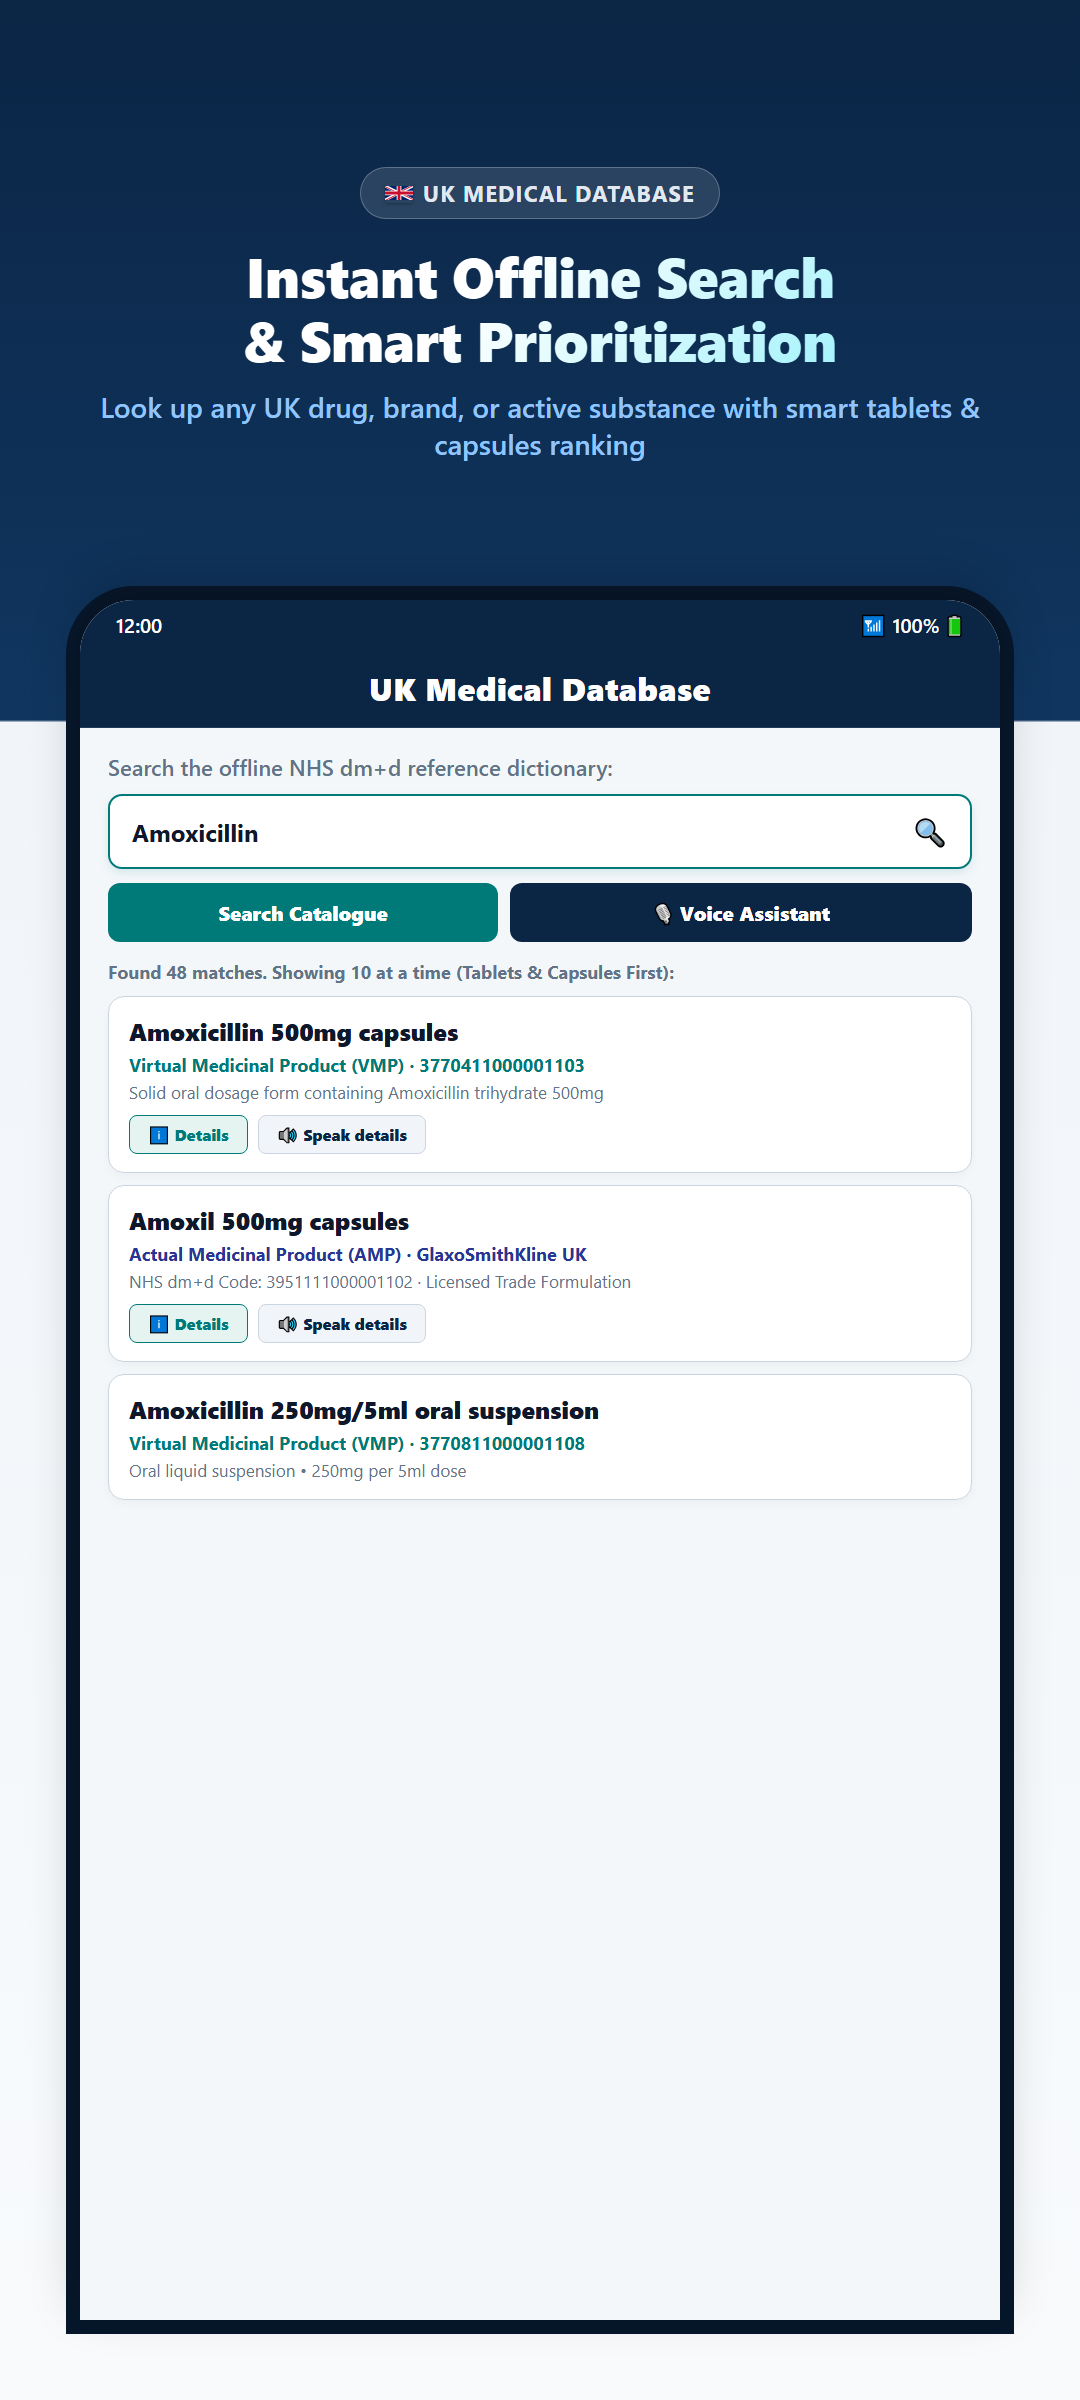 UK MEDICAL DATABASE
Instant Offline Search
& Smart Prioritization
Look up any UK drug, brand, or active substance with smart tablets &
capsules ranking
12:00
100%
UK Medical Database
Search the offline NHS dm+d reference dictionary:
Amoxicillin
Search Catalogue
Voice Assistant
Found 48 matches. Showing 10 at a time (Tablets & Capsules First):
Amoxicillin 500mg capsules
Virtual Medicinal Product (VMP) · 3770411000001103
Solid oral dosage form containing Amoxicillin trihydrate 500mg
Details
Speak details
Amoxil 500mg capsules
Actual Medicinal Product (AMP) · GlaxoSmithKline UK
NHS dm+d Code: 3951111000001102 · Licensed Trade Formulation
Details
Speak details
Amoxicillin 250mg/5ml oral suspension
Virtual Medicinal Product (VMP) · 3770811000001108
Oral liquid suspension • 250mg per 5ml dose